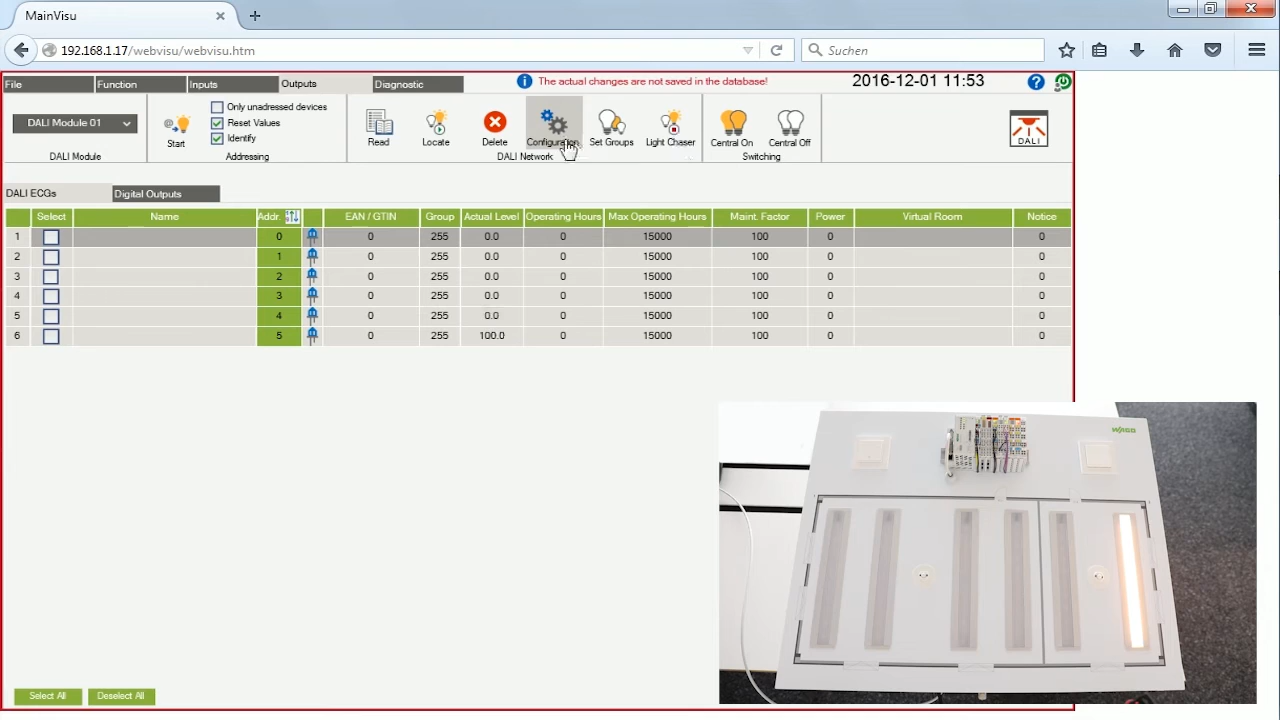 MainVisu
192.168.1.17/webvisu/webvisu.htm
Suchen
File Function Inputs Outputs Diagnostic
The actual changes are not saved in the database!
2016-12-01 11:53
DALI Module 01
DALI Module
Start
Only unadressed devices
Reset Values
Identify
Addressing
Read Locate Delete Configuration Set Groups Light Chaser
DALI Network
Central On Central Off
Switching
DALI
DALI ECGs Digital Outputs
Select Name Addr. EAN / GTIN Group Actual Level Operating Hours Max Operating Hours Maint. Factor Power Virtual Room Notice
1 0 0 255 0.0 0 15000 100 0 0
2 1 0 255 0.0 0 15000 100 0 0
3 2 0 255 0.0 0 15000 100 0 0
4 3 0 255 0.0 0 15000 100 0 0
5 4 0 255 0.0 0 15000 100 0 0
6 5 0 255 100.0 0 15000 100 0 0
WAGO
Select All Deselect All